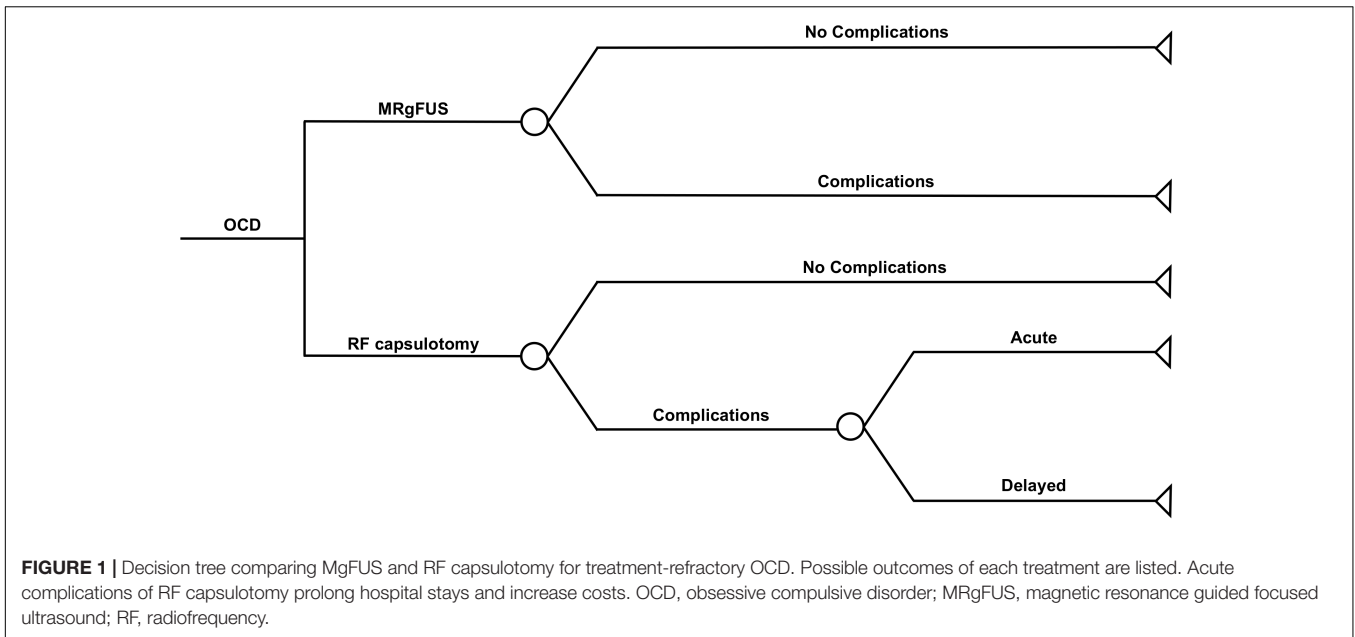 No Complications
MRgFUS
Complications
OCD
No Complications
RF capsulotomy
Acute
Complications
Delayed
FIGURE 1 | Decision tree comparing MgFUS and RF capsulotomy for treatment-refractory OCD. Possible outcomes of each treatment are listed. Acute
complications of RF capsulotomy prolong hospital stays and increase costs. OCD, obsessive compulsive disorder; MRgFUS, magnetic resonance guided focused
ultrasound; RF, radiofrequency.